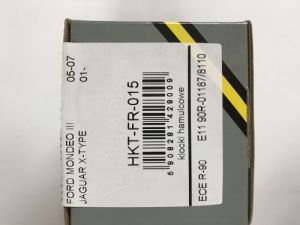 FORD MONDEO III 05-07
JAGUAR X-TYPE 01-
HKT-FR-015
5908281428009
klocki hamulcowe
ECE R-90 E11 90R-01187/8110